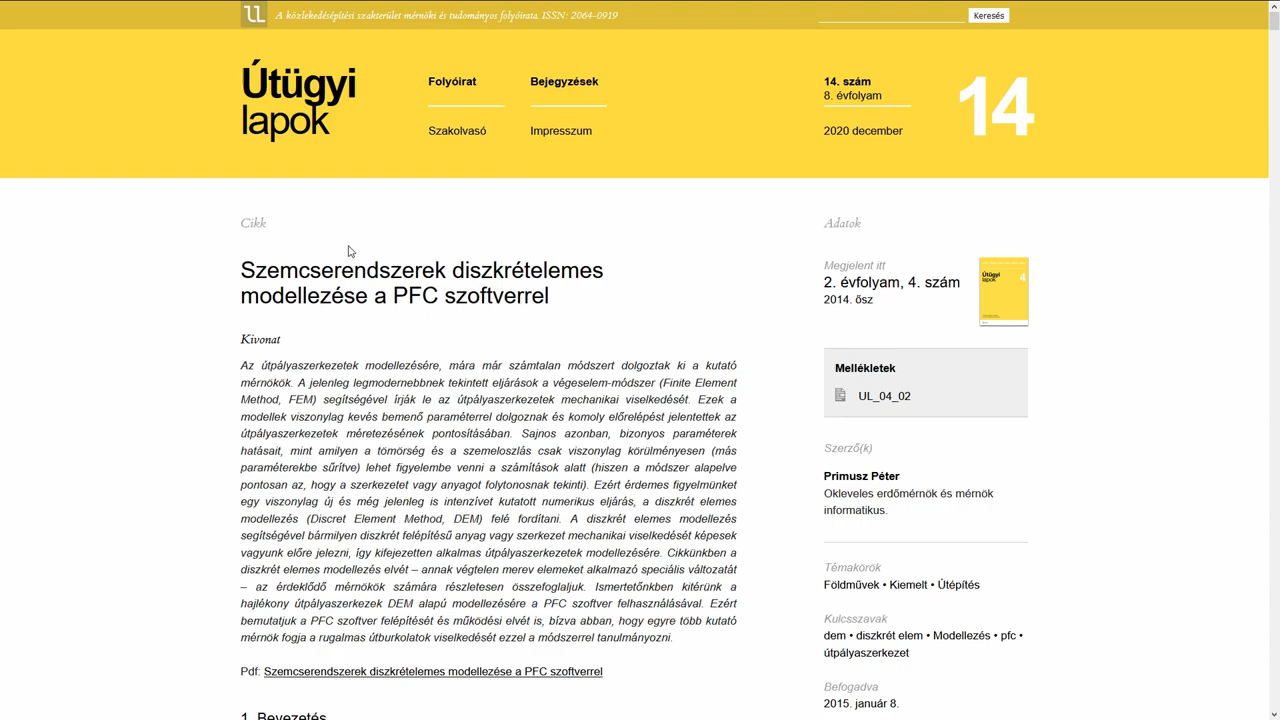 A közlekedésépítési szakterület mérnöki és tudományos folyóirata. ISSN: 2064-0919
Keresés
Útügyi
lapok
Folyóirat
Bejegyzések
Szakolvasó
Impresszum
14. szám
8. évfolyam
2020 december
14
Cikk
Szemcserendszerek diszkrételemes
modellezése a PFC szoftverrel
Kivonat
Az útpályaszerkezetek modellezésére, mára már számtalan módszert dolgoztak ki a kutató
mérnökök. A jelenleg legmodernebbnek tekintett eljárások a végeselem-módszer (Finite Element
Method, FEM) segítségével írják le az útpályaszerkezetek mechanikai viselkedését. Ezek a
modellek viszonylag kevés bemenő paraméterrel dolgoznak és komoly előrelépést jelentettek az
útpályaszerkezetek méretezésének pontosításában. Sajnos azonban, bizonyos paraméterek
hatásait, mint amilyen a tömörség és a szemeloszlás csak viszonylag körülményesen (más
paraméterekbe sűrítve) lehet figyelembe venni a számítások alatt (hiszen a módszer alapelve
pontosan az, hogy a szerkezetet vagy anyagot folytonosnak tekinti). Ezért érdemes figyelmünket
egy viszonylag új és még jelenleg is intenzívet kutatott numerikus eljárás, a diszkrét elemes
modellezés (Discret Element Method, DEM) felé fordítani. A diszkrét elemes modellezés
segítségével bármilyen diszkrét felépítésű anyag vagy szerkezet mechanikai viselkedését képesek
vagyunk előre jelezni, így kifejezetten alkalmas útpályaszerkezetek modellezésére. Cikkünkben a
diszkrét elemes modellezés elvét – annak végtelen merev elemeket alkalmazó speciális változatát
– az érdeklődő mérnökök számára részletesen összefoglaljuk. Ismertetőnkben kitérünk a
hajlékony útpályaszerkezek DEM alapú modellezésére a PFC szoftver felhasználásával. Ezért
bemutatjuk a PFC szoftver felépítését és működési elvét is, bízva abban, hogy egyre több kutató
mérnök fogja a rugalmas útburkolatok viselkedését ezzel a módszerrel tanulmányozni.
Pdf: Szemcserendszerek diszkrételemes modellezése a PFC szoftverrel
1. Bevezetés
Adatok
Megjelent itt
2. évfolyam, 4. szám
2014. ősz
Útügyi
lapok
4
Mellékletek
UL_04_02
Szerző(k)
Primusz Péter
Okleveles erdőmérnök és mérnök
informatikus.
Témakörök
Földművek • Kiemelt • Útépítés
Kulcsszavak
dem • diszkrét elem • Modellezés • pfc •
útpályaszerkezet
Befogadva
2015. január 8.